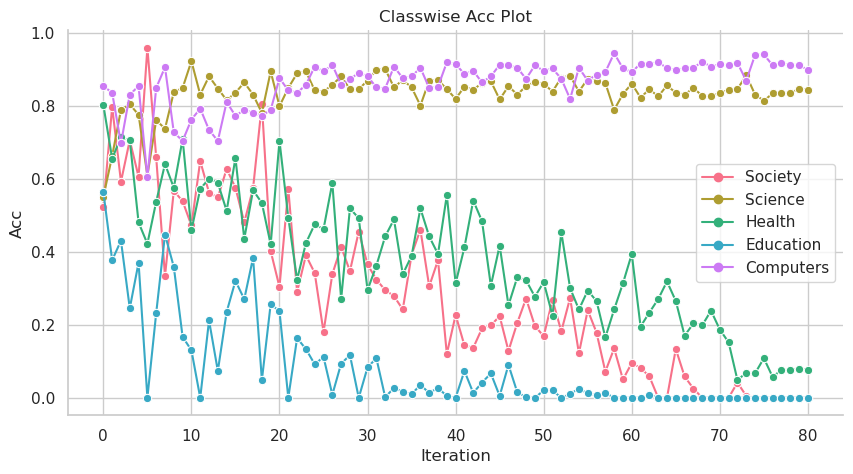 Classwise Acc Plot
1.0
0.8
0.6
0.4
0.2
0.0
Acc
Society
Science
Health
Education
Computers
0 10 20 30 40 50 60 70 80
Iteration